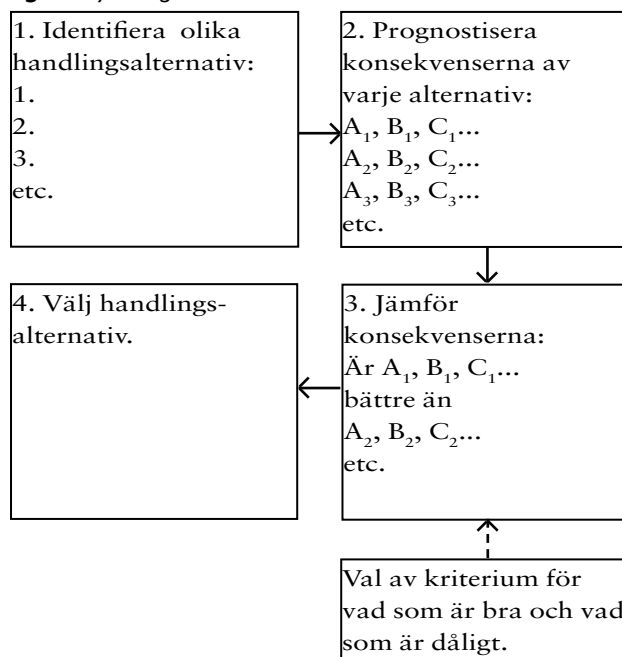 1. Identifiera olika
handlingsalternativ:
1.
2.
3.
etc.
2. Prognostisera
konsekvenserna av
varje alternativ:
A₁, B₁, C₁...
A₂, B₂, C₂...
A₃, B₃, C₃...
etc.
3. Jämför
konsekvenserna:
Är A₁, B₁, C₁...
bättre än
A₂, B₂, C₂...
etc.
4. Välj handlings-
alternativ.
Val av kriterium för
vad som är bra och vad
som är dåligt.